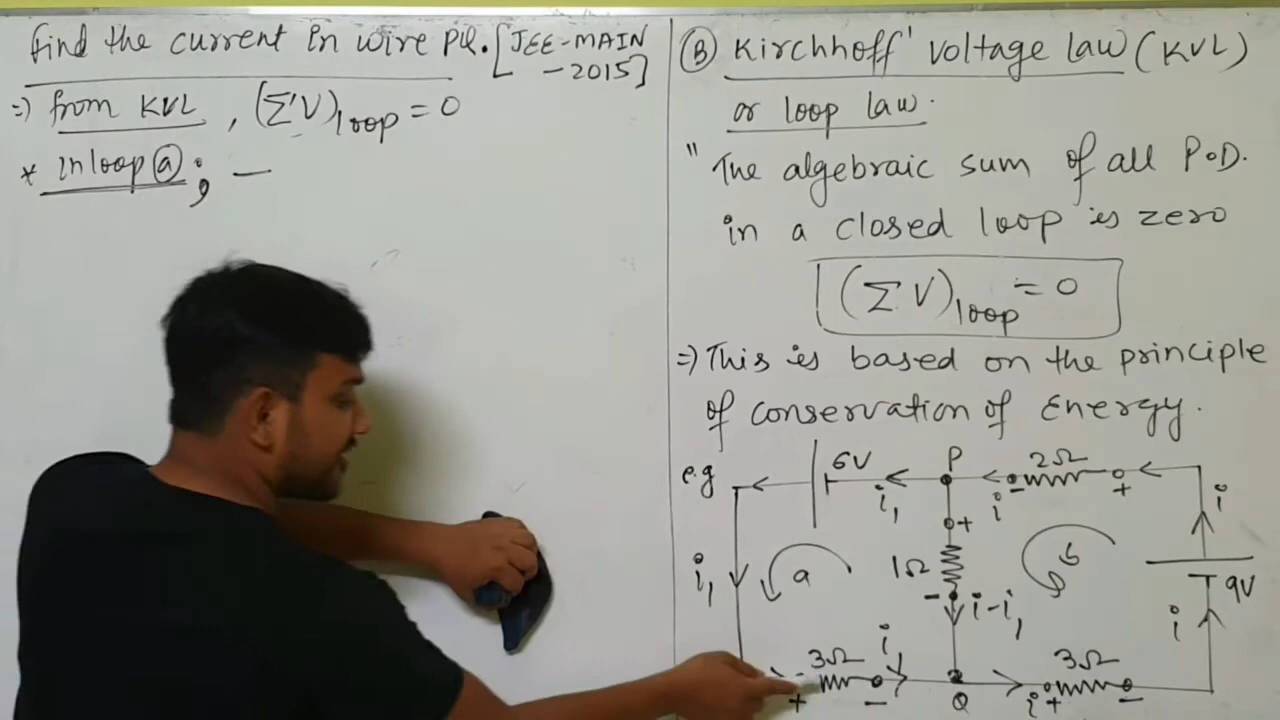 find the current in wire PQ. [JEE-MAIN
-2015]
=) from KVL, (ΣV)loop = 0
* in loop ⓐ ; —
Ⓑ Kirchhoff' voltage law (KVL)
or loop law.
" The algebraic sum of all P.D.
in a closed loop is zero
(ΣV)loop = 0
=) This is based on the principle
of conservation of Energy.
e.g
6V
P
2Ω
i₁
i
-
+
i
i₁
a
1Ω
+
-
i-i₁
b
9V
i
3Ω
i₁
+
-
Q
3Ω
i
+
-